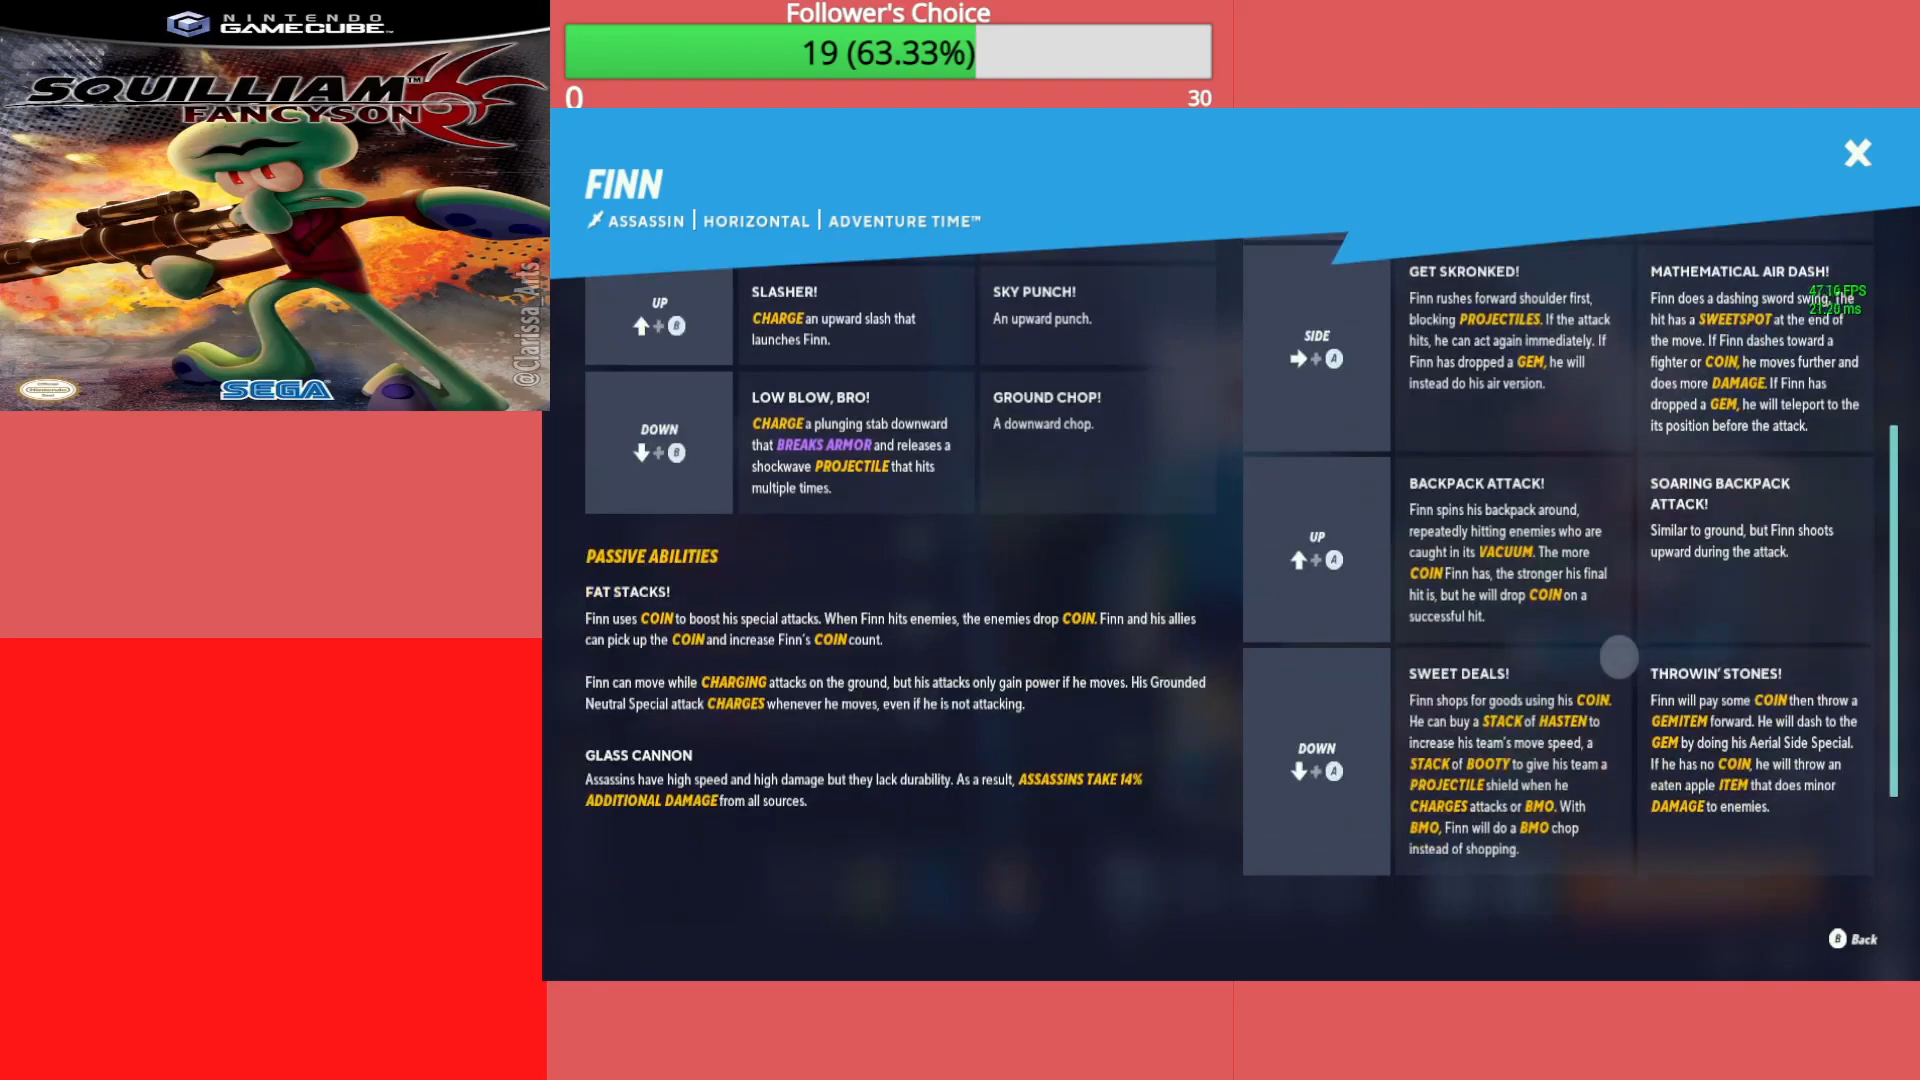 NINTENDO
GAMECUBE™
SQUILLIAM™
FANCYSON
@Clarissa_Arts
SEGA
Follower's Choice
19 (63.33%)
0
30
FINN
ASSASSIN | HORIZONTAL | ADVENTURE TIME™
UP
+ B
SLASHER!
CHARGE an upward slash that
launches Finn.
SKY PUNCH!
An upward punch.
DOWN
+ B
LOW BLOW, BRO!
CHARGE a plunging stab downward
that BREAKS ARMOR and releases a
shockwave PROJECTILE that hits
multiple times.
GROUND CHOP!
A downward chop.
PASSIVE ABILITIES
FAT STACKS!
Finn uses COIN to boost his special attacks. When Finn hits enemies, the enemies drop COIN. Finn and his allies
can pick up the COIN and increase Finn's COIN count.
Finn can move while CHARGING attacks on the ground, but his attacks only gain power if he moves. His Grounded
Neutral Special attack CHARGES whenever he moves, even if he is not attacking.
GLASS CANNON
Assassins have high speed and high damage but they lack durability. As a result, ASSASSINS TAKE 14%
ADDITIONAL DAMAGE from all sources.
SIDE
+ A
GET SKRONKED!
Finn rushes forward shoulder first,
blocking PROJECTILES. If the attack
hits, he can act again immediately. If
Finn has dropped a GEM, he will
instead do his air version.
MATHEMATICAL AIR DASH!
Finn does a dashing sword swing. The
hit has a SWEETSPOT at the end of
the move. If Finn dashes toward a
fighter or COIN, he moves further and
does more DAMAGE. If Finn has
dropped a GEM, he will teleport to the
its position before the attack.
47.16 FPS
21.20 ms
UP
+ A
BACKPACK ATTACK!
Finn spins his backpack around,
repeatedly hitting enemies who are
caught in its VACUUM. The more
COIN Finn has, the stronger his final
hit is, but he will drop COIN on a
successful hit.
SOARING BACKPACK
ATTACK!
Similar to ground, but Finn shoots
upward during the attack.
DOWN
+ A
SWEET DEALS!
Finn shops for goods using his COIN.
He can buy a STACK of HASTEN to
increase his team's move speed, a
STACK of BOOTY to give his team a
PROJECTILE shield when he
CHARGES attacks or BMO. With
BMO, Finn will do a BMO chop
instead of shopping.
THROWIN' STONES!
Finn will pay some COIN then throw a
GEM ITEM forward. He will dash to the
GEM by doing his Aerial Side Special.
If he has no COIN, he will throw an
eaten apple ITEM that does minor
DAMAGE to enemies.
B Back